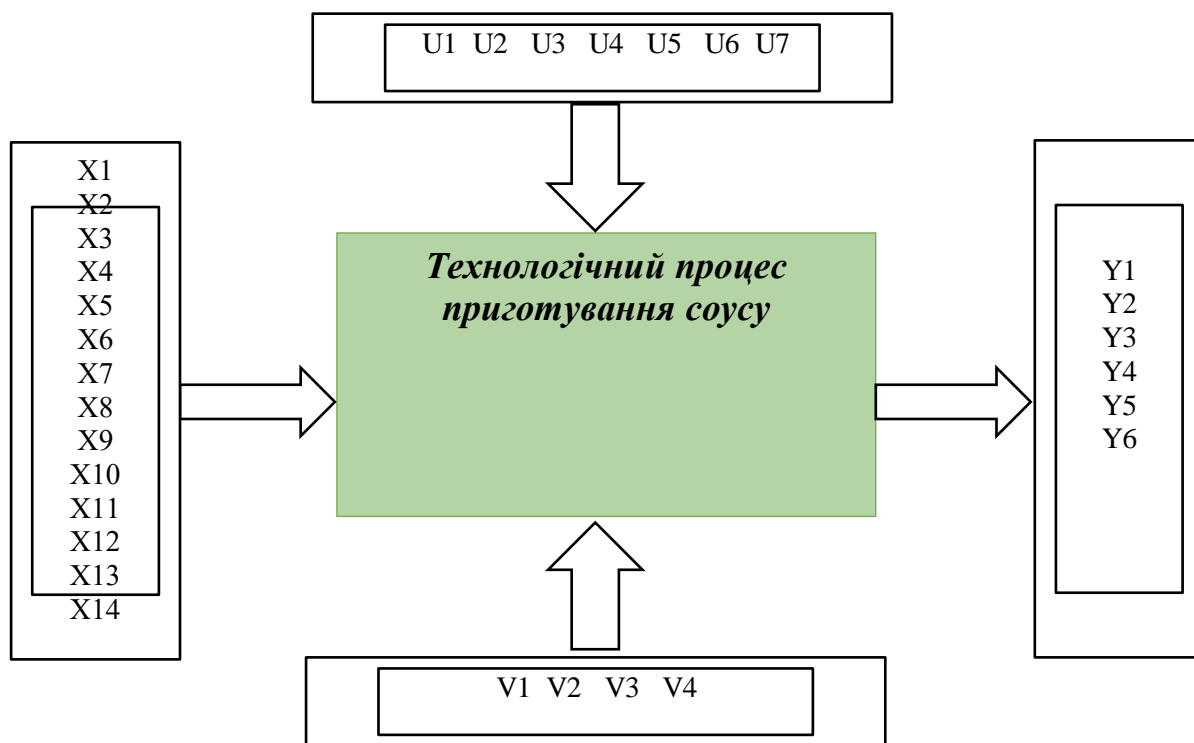 U1 U2 U3 U4 U5 U6 U7
X1
X2
X3
X4
X5
X6
X7
X8
X9
X10
X11
X12
X13
X14
Технологічний процес
приготування соусу
Y1
Y2
Y3
Y4
Y5
Y6
V1 V2 V3 V4